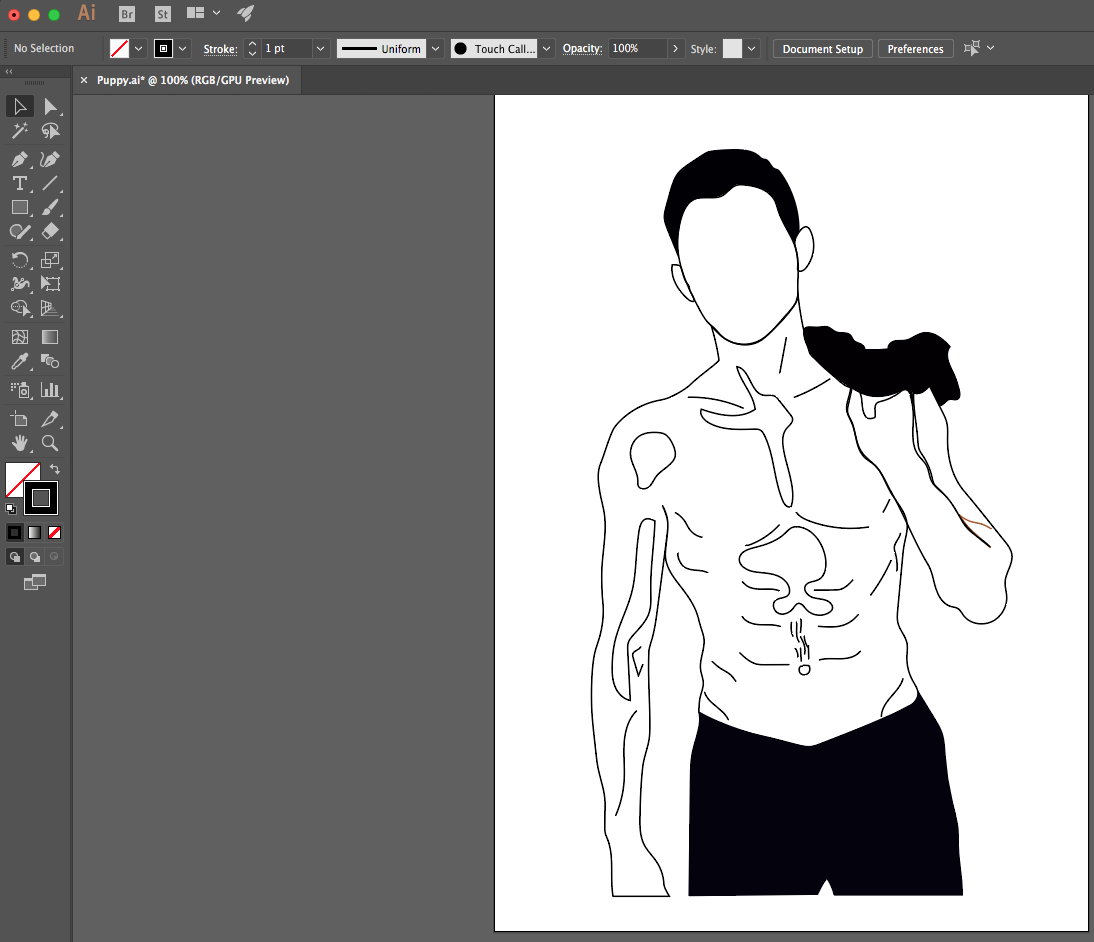 Ai Br St
No Selection Stroke: 1 pt Uniform Touch Call... Opacity: 100% Style: Document Setup Preferences
× Puppy.ai* @ 100% (RGB/GPU Preview)
T